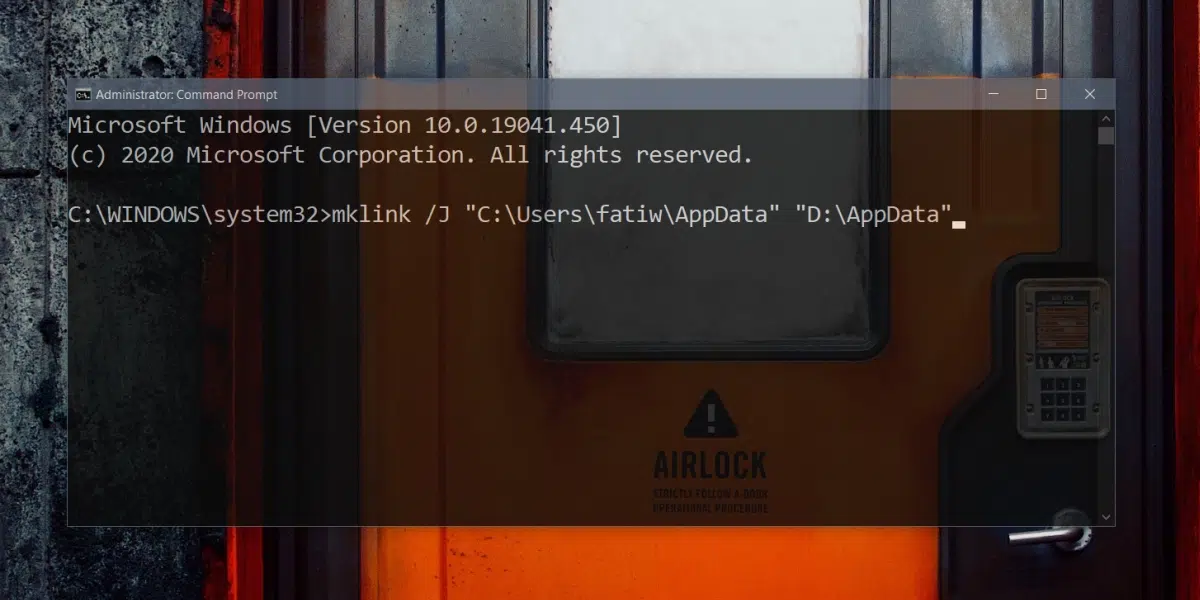 Administrator: Command Prompt
Microsoft Windows [Version 10.0.19041.450]
(c) 2020 Microsoft Corporation. All rights reserved.
C:\WINDOWS\system32>mklink /J "C:\Users\fatiw\AppData" "D:\AppData"
AIRLOCK
STRICTLY FOLLOW A-BOOK
OPERATIONAL PROCEDURE